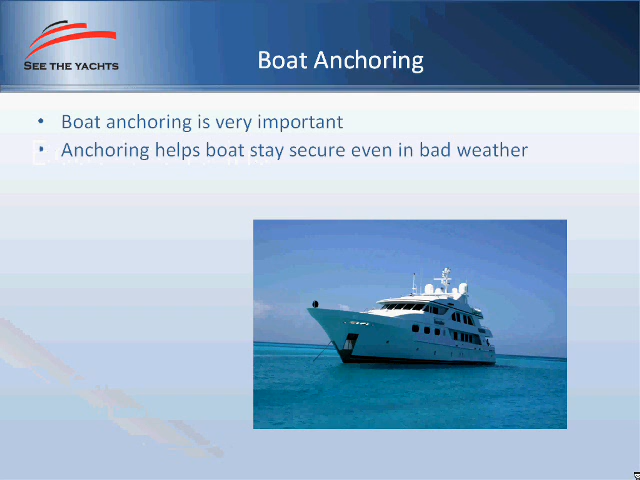 SEE THE YACHTS
Boat Anchoring
• Boat anchoring is very important
• Anchoring helps boat stay secure even in bad weather